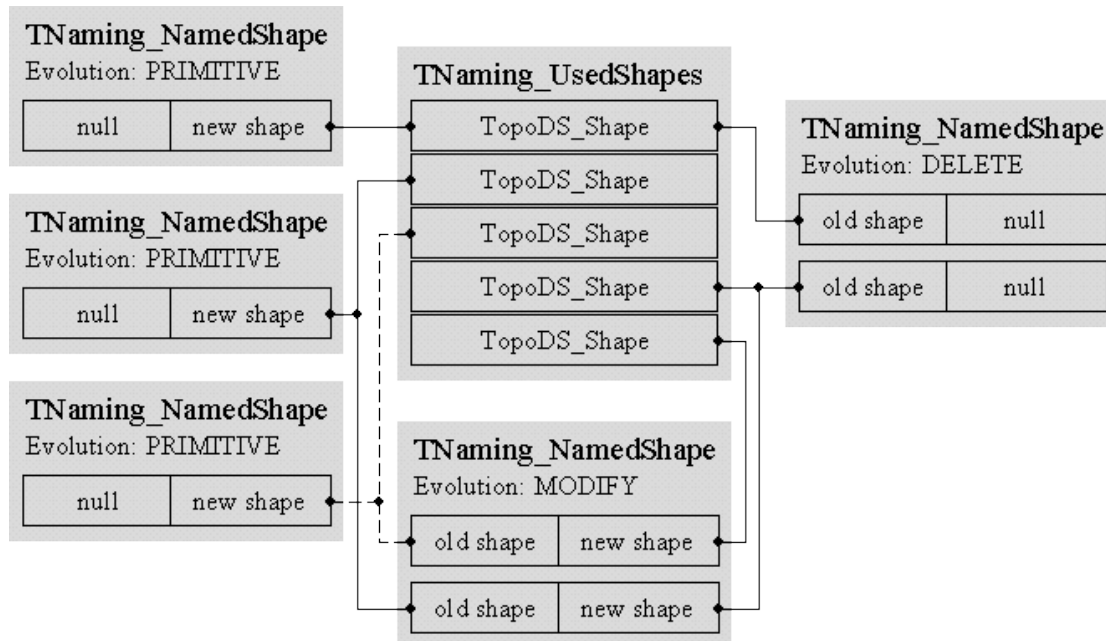 TNaming_NamedShape
Evolution: PRIMITIVE
null new shape
TNaming_NamedShape
Evolution: PRIMITIVE
null new shape
TNaming_NamedShape
Evolution: PRIMITIVE
null new shape
TNaming_UsedShapes
TopoDS_Shape
TopoDS_Shape
TopoDS_Shape
TopoDS_Shape
TopoDS_Shape
TNaming_NamedShape
Evolution: MODIFY
old shape new shape
old shape new shape
TNaming_NamedShape
Evolution: DELETE
old shape null
old shape null